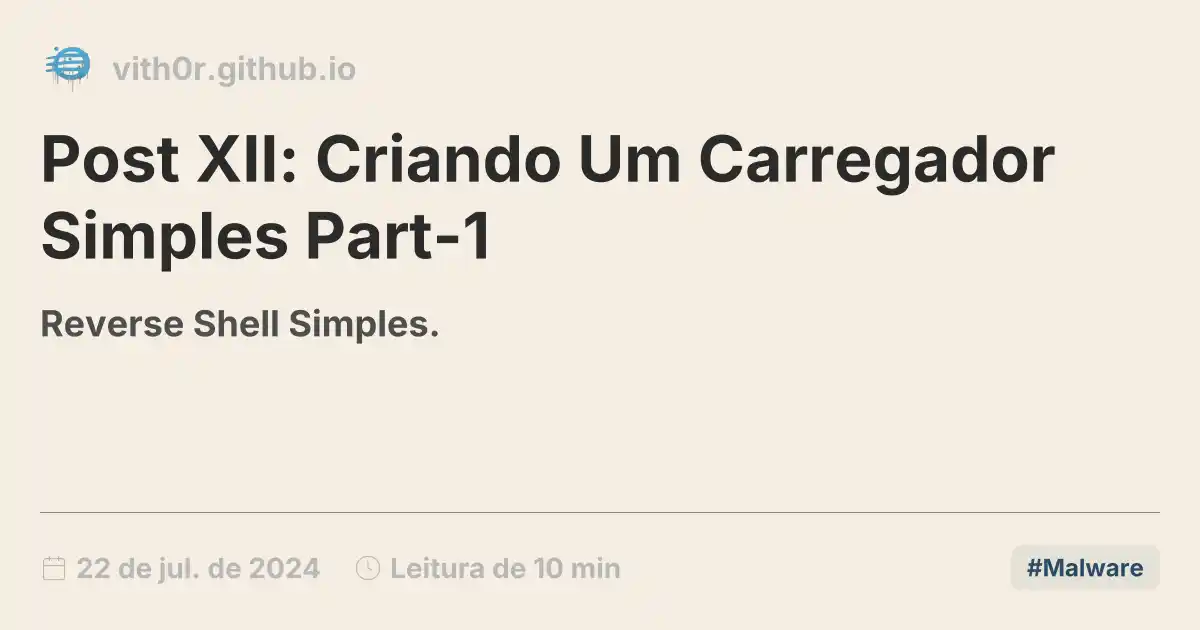 vith0r.github.io
Post XII: Criando Um Carregador
Simples Part-1
Reverse Shell Simples.
22 de jul. de 2024 Leitura de 10 min
#Malware